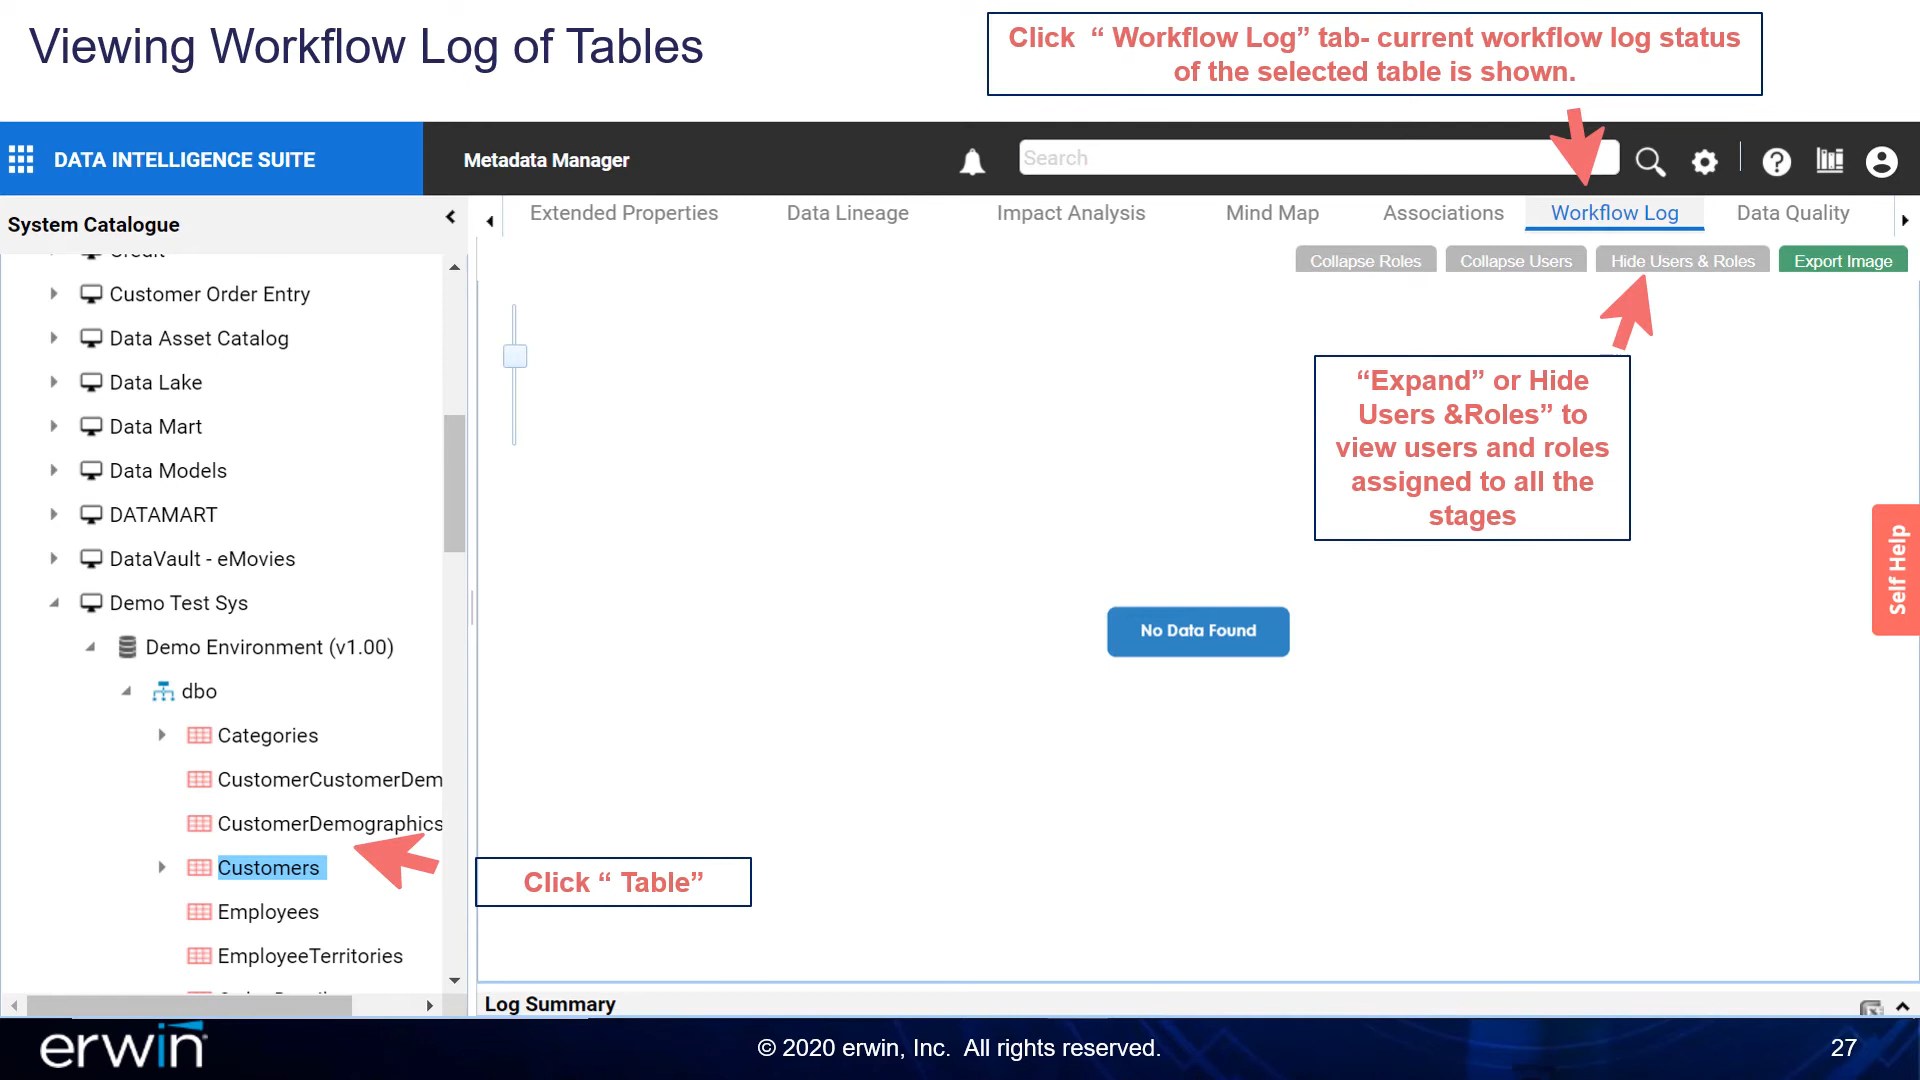 Viewing Workflow Log of Tables
Click “ Workflow Log” tab- current workflow log status
of the selected table is shown.
DATA INTELLIGENCE SUITE
Metadata Manager
Search
System Catalogue
Extended Properties
Data Lineage
Impact Analysis
Mind Map
Associations
Workflow Log
Data Quality
Collapse Roles
Collapse Users
Hide Users & Roles
Export Image
Credit
Customer Order Entry
Data Asset Catalog
Data Lake
Data Mart
Data Models
DATAMART
DataVault - eMovies
Demo Test Sys
Demo Environment (v1.00)
dbo
Categories
CustomerCustomerDem
CustomerDemographics
Customers
Employees
EmployeeTerritories
“Expand” or Hide
Users &Roles” to
view users and roles
assigned to all the
stages
Self Help
No Data Found
Click “ Table”
Log Summary
erwin
© 2020 erwin, Inc. All rights reserved.
27